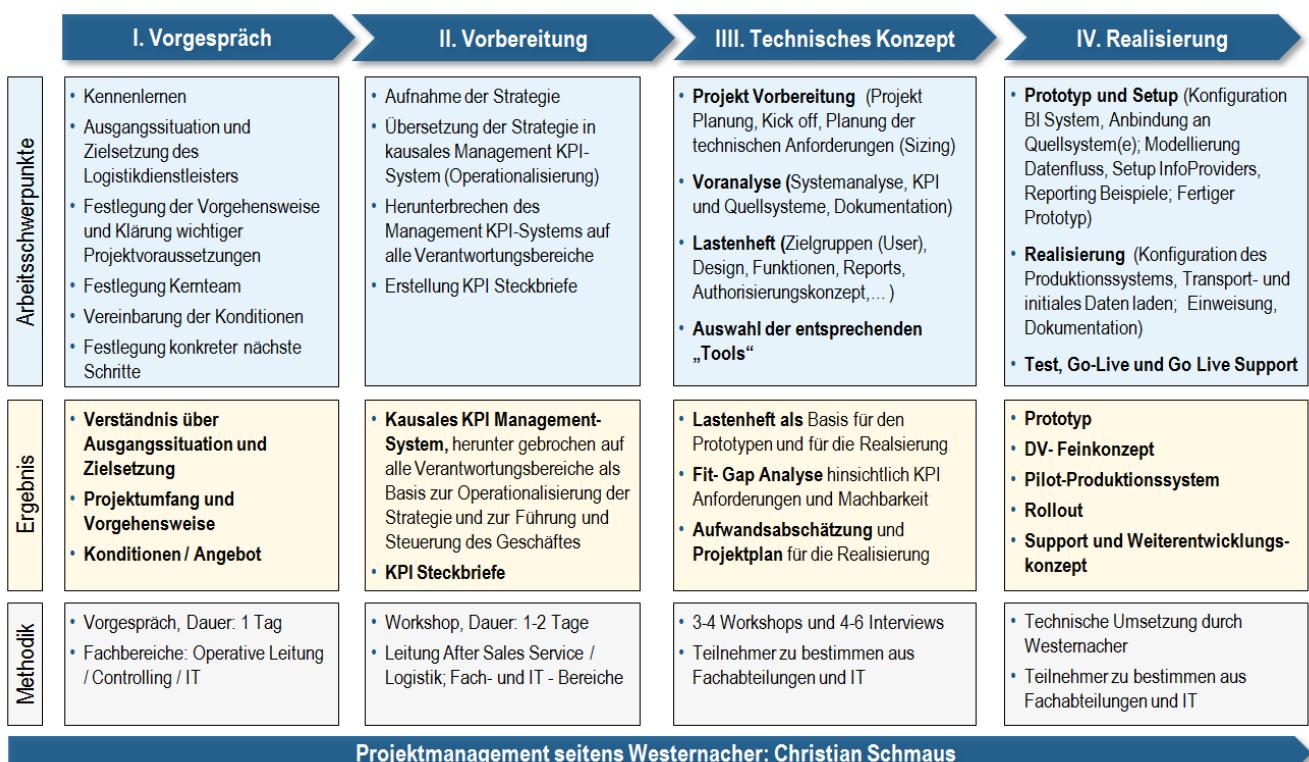 I. Vorgespräch
II. Vorbereitung
IIII. Technisches Konzept
IV. Realisierung
Arbeitsschwerpunkte
• Kennenlernen
• Ausgangssituation und
Zielsetzung des
Logistikdienstleisters
• Festlegung der Vorgehensweise
und Klärung wichtiger
Projektvoraussetzungen
• Festlegung Kernteam
• Vereinbarung der Konditionen
• Festlegung konkreter nächste
Schritte
• Aufnahme der Strategie
• Übersetzung der Strategie in
kausales Management KPI-
System (Operationalisierung)
• Herunterbrechen des
Management KPI-Systems auf
alle Verantwortungsbereiche
• Erstellung KPI Steckbriefe
• Projekt Vorbereitung (Projekt
Planung, Kick off, Planung der
technischen Anforderungen (Sizing)
• Voranalyse (Systemanalyse, KPI
und Quellsysteme, Dokumentation)
• Lastenheft (Zielgruppen (User),
Design, Funktionen, Reports,
Authorisierungskonzept,… )
• Auswahl der entsprechenden
„Tools“
• Prototyp und Setup (Konfiguration
BI System, Anbindung an
Quellsystem(e); Modellierung
Datenfluss, Setup InfoProviders,
Reporting Beispiele; Fertiger
Prototyp)
• Realisierung (Konfiguration des
Produktionssystems, Transport- und
initiales Daten laden; Einweisung,
Dokumentation)
• Test, Go-Live und Go Live Support
Ergebnis
• Verständnis über
Ausgangssituation und
Zielsetzung
• Projektumfang und
Vorgehensweise
• Konditionen / Angebot
• Kausales KPI Management-
System, herunter gebrochen auf
alle Verantwortungsbereiche als
Basis zur Operationalisierung der
Strategie und zur Führung und
Steuerung des Geschäftes
• KPI Steckbriefe
• Lastenheft als Basis für den
Prototypen und für die Realsierung
• Fit- Gap Analyse hinsichtlich KPI
Anforderungen und Machbarkeit
• Aufwandsabschätzung und
Projektplan für die Realisierung
• Prototyp
• DV- Feinkonzept
• Pilot-Produktionssystem
• Rollout
• Support und Weiterentwicklungs-
konzept
Methodik
• Vorgespräch, Dauer: 1 Tag
• Fachbereiche: Operative Leitung
/ Controlling / IT
• Workshop, Dauer: 1-2 Tage
• Leitung After Sales Service /
Logistik; Fach- und IT - Bereiche
• 3-4 Workshops und 4-6 Interviews
• Teilnehmer zu bestimmen aus
Fachabteilungen und IT
• Technische Umsetzung durch
Westernacher
• Teilnehmer zu bestimmen aus
Fachabteilungen und IT
Projektmanagement seitens Westernacher: Christian Schmaus